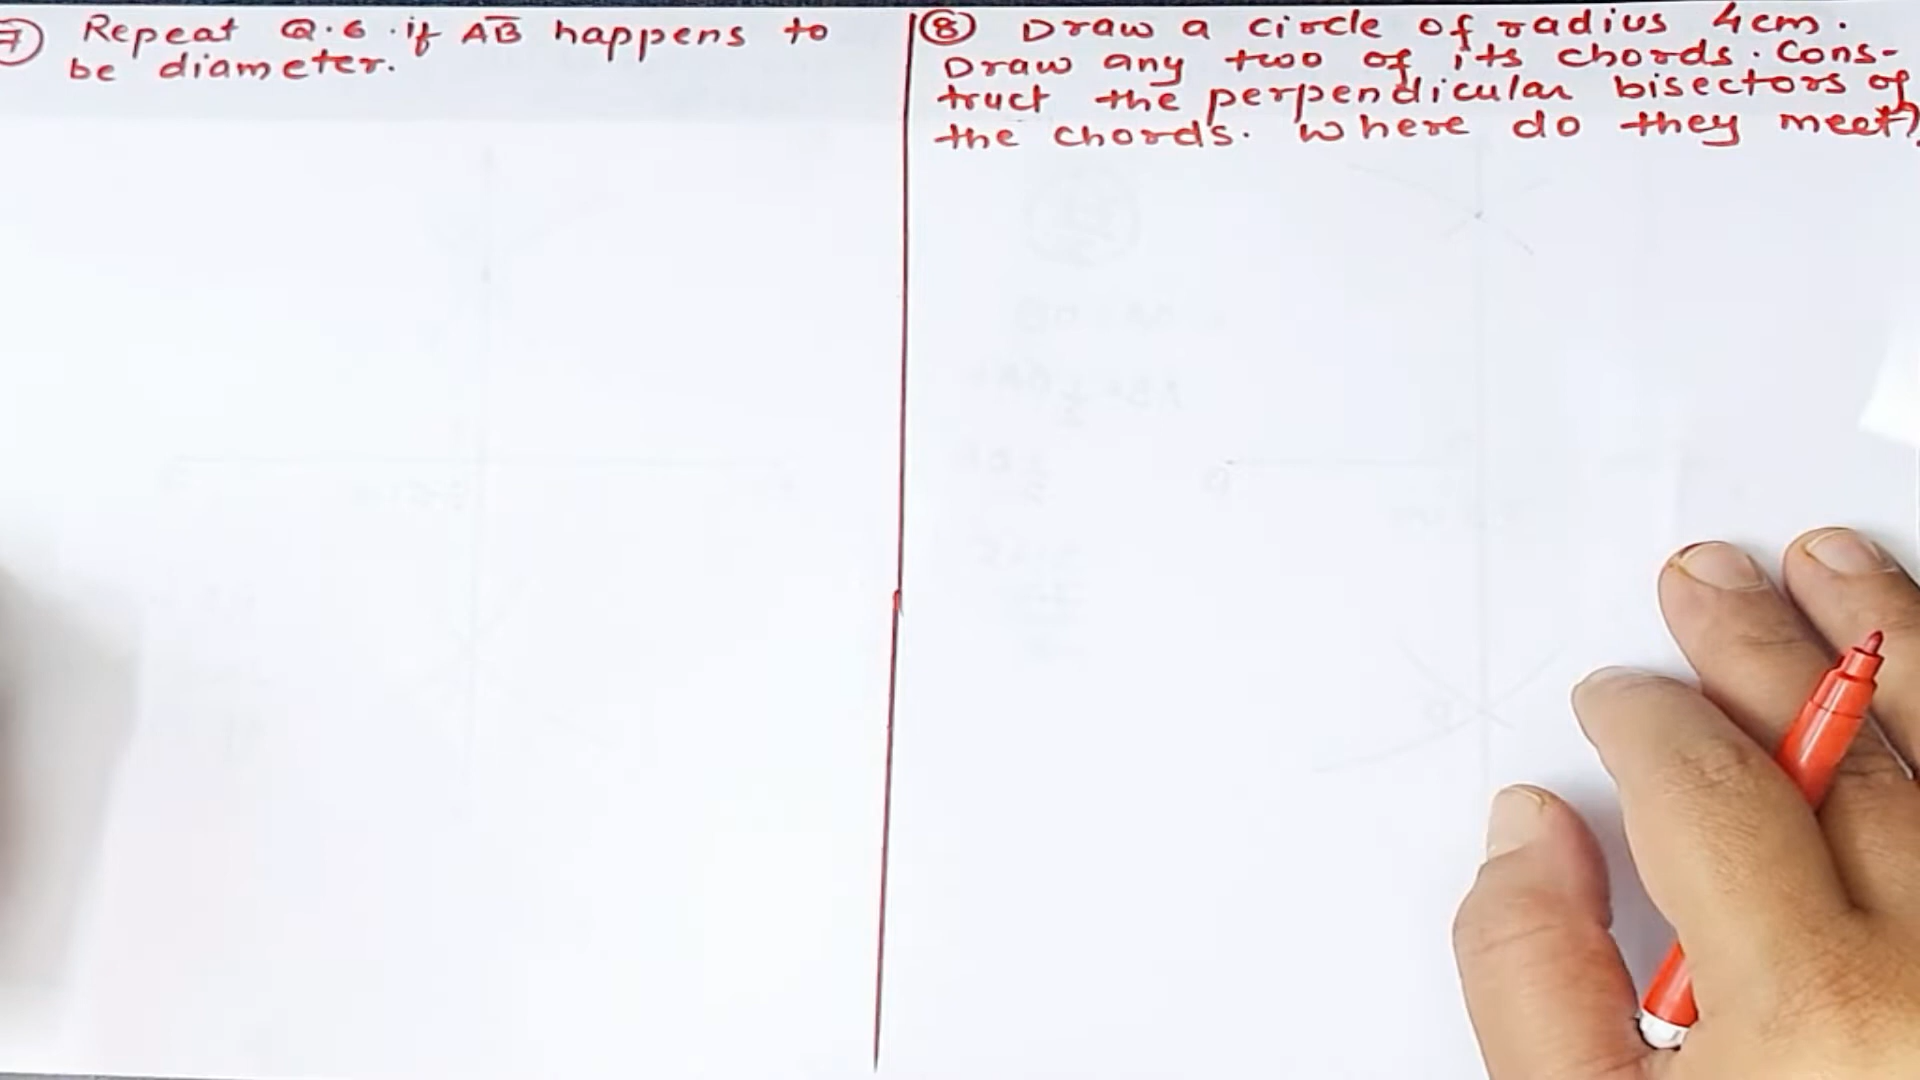 7 Repeat Q.6 .if AB happens to
be diameter.
8 Draw a circle of radius 4cm.
Draw any two of its chords. Cons-
truct the perpendicular bisectors of
the chords. Where do they meet?